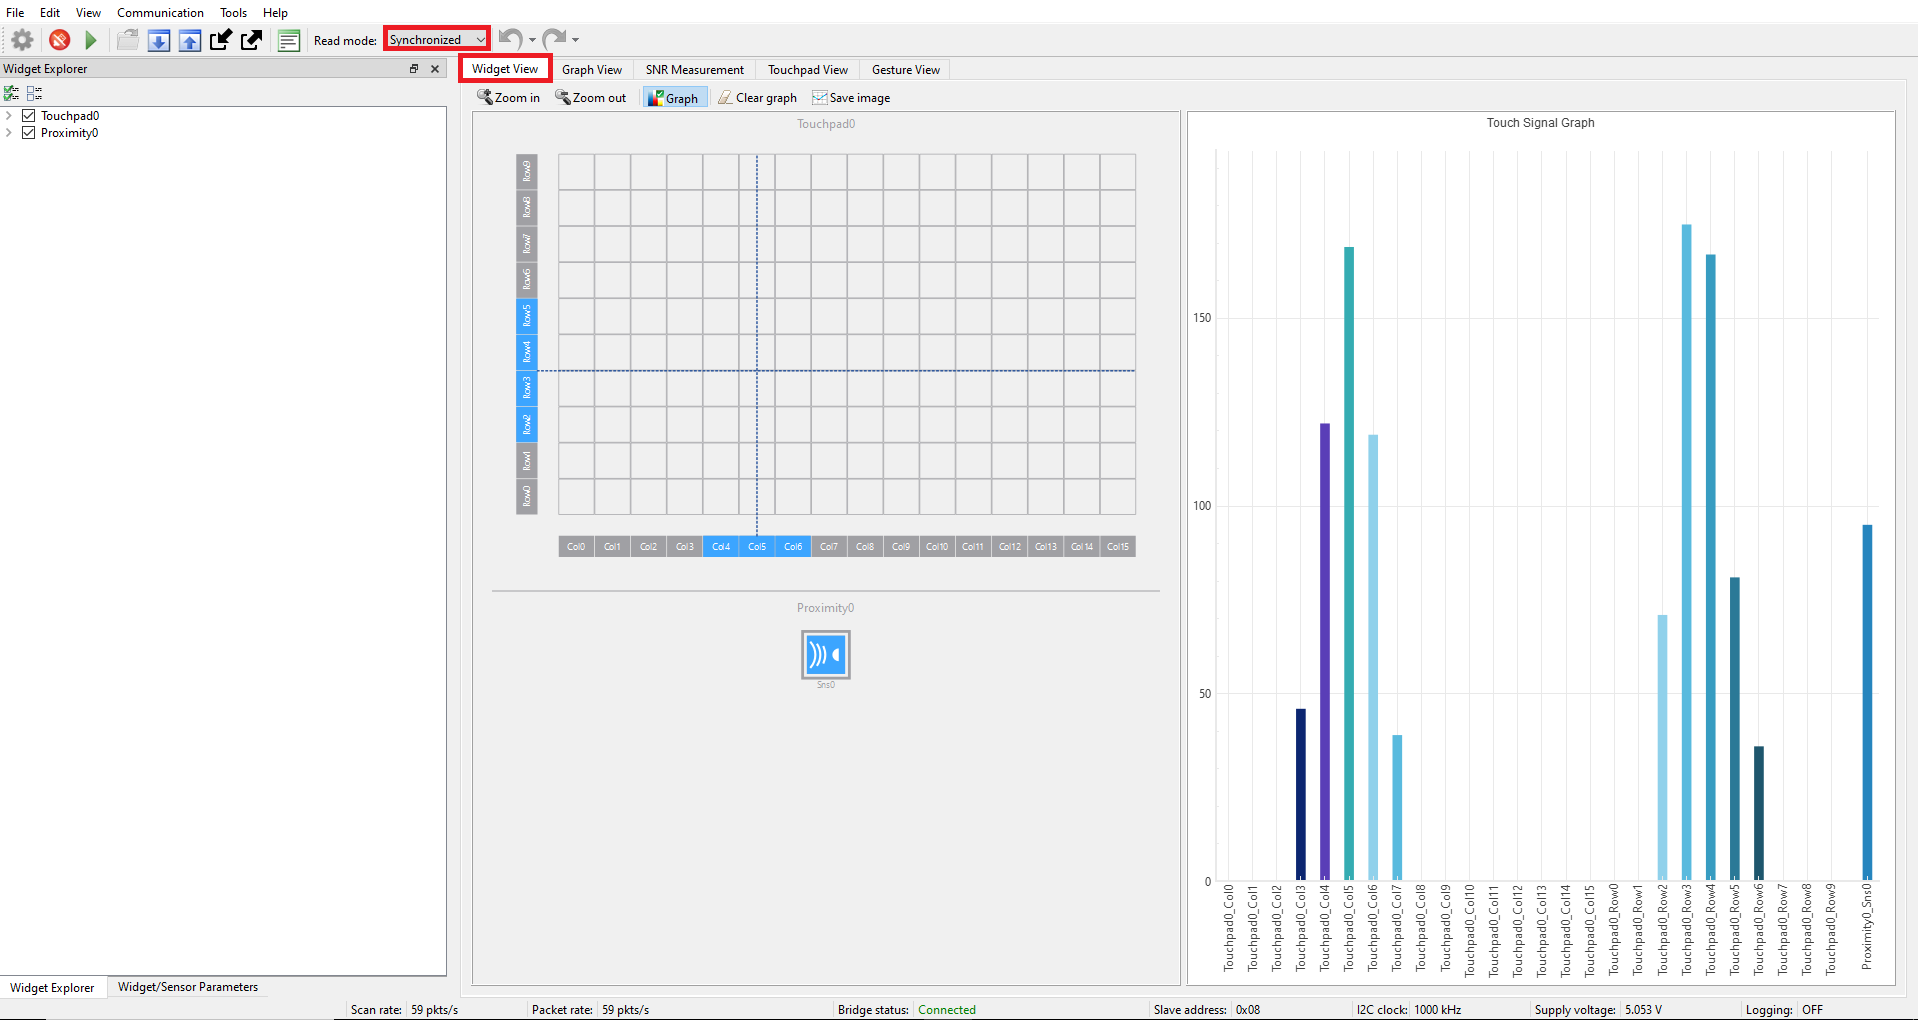 File Edit View Communication Tools Help
Read mode: Synchronized
Widget Explorer
Touchpad0
Proximity0
Widget View Graph View SNR Measurement Touchpad View Gesture View
Zoom in Zoom out Graph Clear graph Save image
Touchpad0
Row9
Row8
Row7
Row6
Row5
Row4
Row3
Row2
Row1
Row0
Col0 Col1 Col2 Col3 Col4 Col5 Col6 Col7 Col8 Col9 Col10 Col11 Col12 Col13 Col14 Col15
Proximity0
Sns0
Touch Signal Graph
150
100
50
0
Touchpad0_Col0
Touchpad0_Col1
Touchpad0_Col2
Touchpad0_Col3
Touchpad0_Col4
Touchpad0_Col5
Touchpad0_Col6
Touchpad0_Col7
Touchpad0_Col8
Touchpad0_Col9
Touchpad0_Col10
Touchpad0_Col11
Touchpad0_Col12
Touchpad0_Col13
Touchpad0_Col14
Touchpad0_Col15
Touchpad0_Row0
Touchpad0_Row1
Touchpad0_Row2
Touchpad0_Row3
Touchpad0_Row4
Touchpad0_Row5
Touchpad0_Row6
Touchpad0_Row7
Touchpad0_Row8
Touchpad0_Row9
Proximity0_Sns0
Widget Explorer Widget/Sensor Parameters
Scan rate: 59 pkts/s Packet rate: 59 pkts/s Bridge status: Connected Slave address: 0x08 I2C clock: 1000 kHz Supply voltage: 5.053 V Logging: OFF